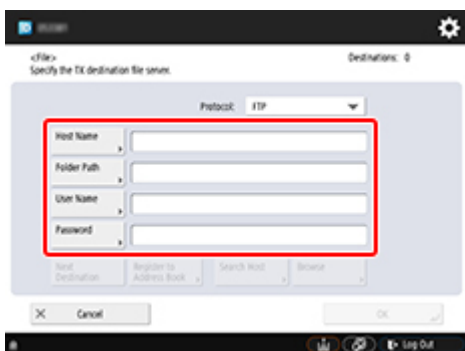 <File>
Destinations: 0
Specify the TX destination file server.
Protocol: FTP
Host Name
Folder Path
User Name
Password
Next Destination
Register to Address Book
Search Host
Browse
× Cancel
OK
Log Out